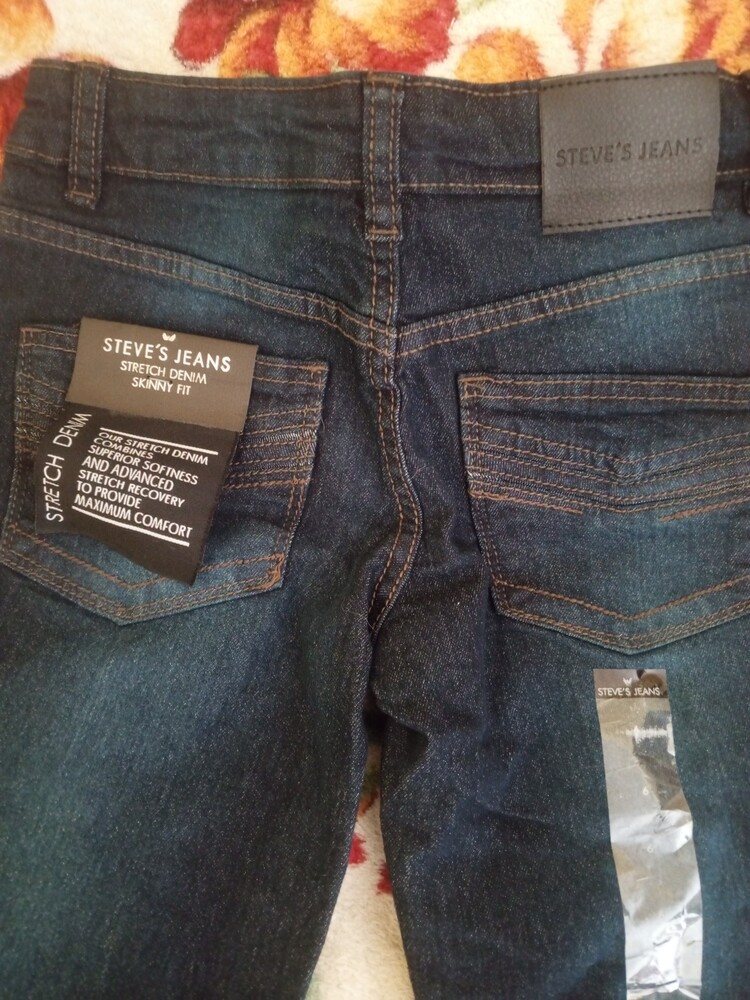 STEVE'S JEANS
STEVE'S JEANS
STRETCH DENIM
SKINNY FIT
STRETCH DENIM
OUR STRETCH DENIM
COMBINES
SUPERIOR SOFTNESS
AND ADVANCED
STRETCH RECOVERY
TO PROVIDE
MAXIMUM COMFORT
STEVE'S JEANS
6